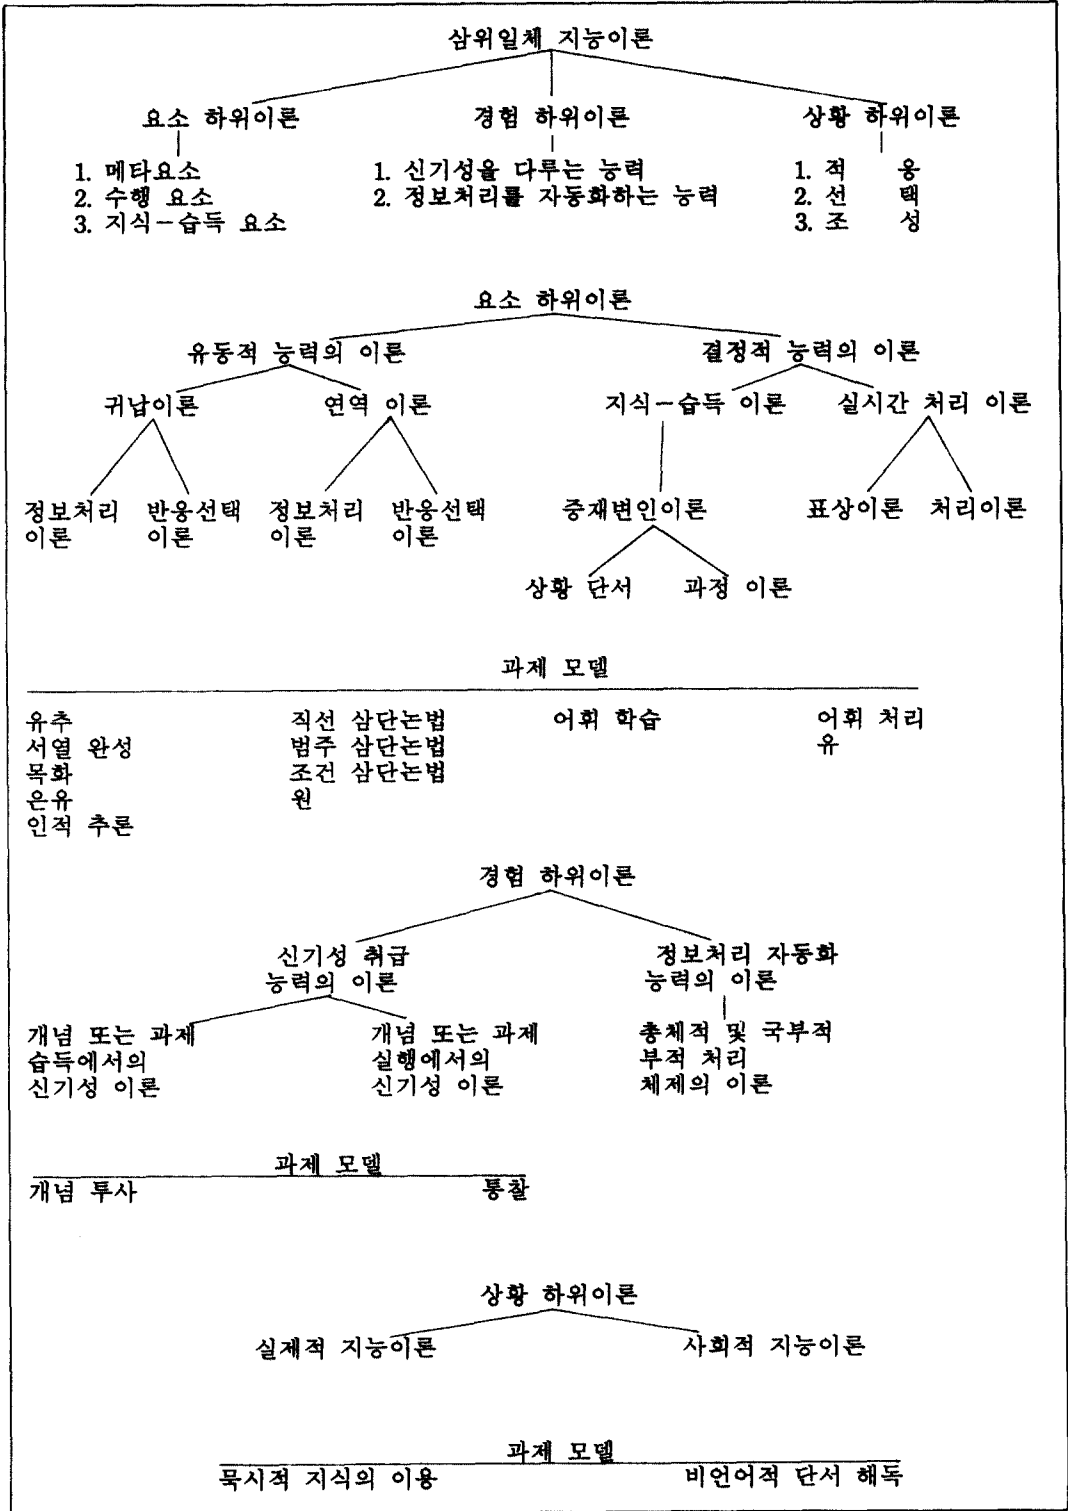 삼위일체 지능이론
요소 하위이론 경험 하위이론 상황 하위이론
1. 메타요소 1. 신기성을 다루는 능력 1. 적 응
2. 수행 요소 2. 정보처리를 자동화하는 능력 2. 선 택
3. 지식-습득 요소 3. 조 성
요소 하위이론
유동적 능력의 이론 결정적 능력의 이론
귀납이론 연역 이론 지식-습득 이론 실시간 처리 이론
정보처리 반응선택 정보처리 반응선택 중재변인이론 표상이론 처리이론
이론 이론 이론 이론
상황 단서 과정 이론
과제 모델
유추 직선 삼단논법 어휘 학습 어휘 처리
서열 완성 범주 삼단논법 유
목화 조건 삼단논법
은유 원
인적 추론
경험 하위이론
신기성 취급 정보처리 자동화
능력의 이론 능력의 이론
개념 또는 과제 개념 또는 과제 총체적 및 국부적
습득에서의 실행에서의 부적 처리
신기성 이론 신기성 이론 체제의 이론
과제 모델
개념 투사 통찰
상황 하위이론
실제적 지능이론 사회적 지능이론
과제 모델
묵시적 지식의 이용 비언어적 단서 해독